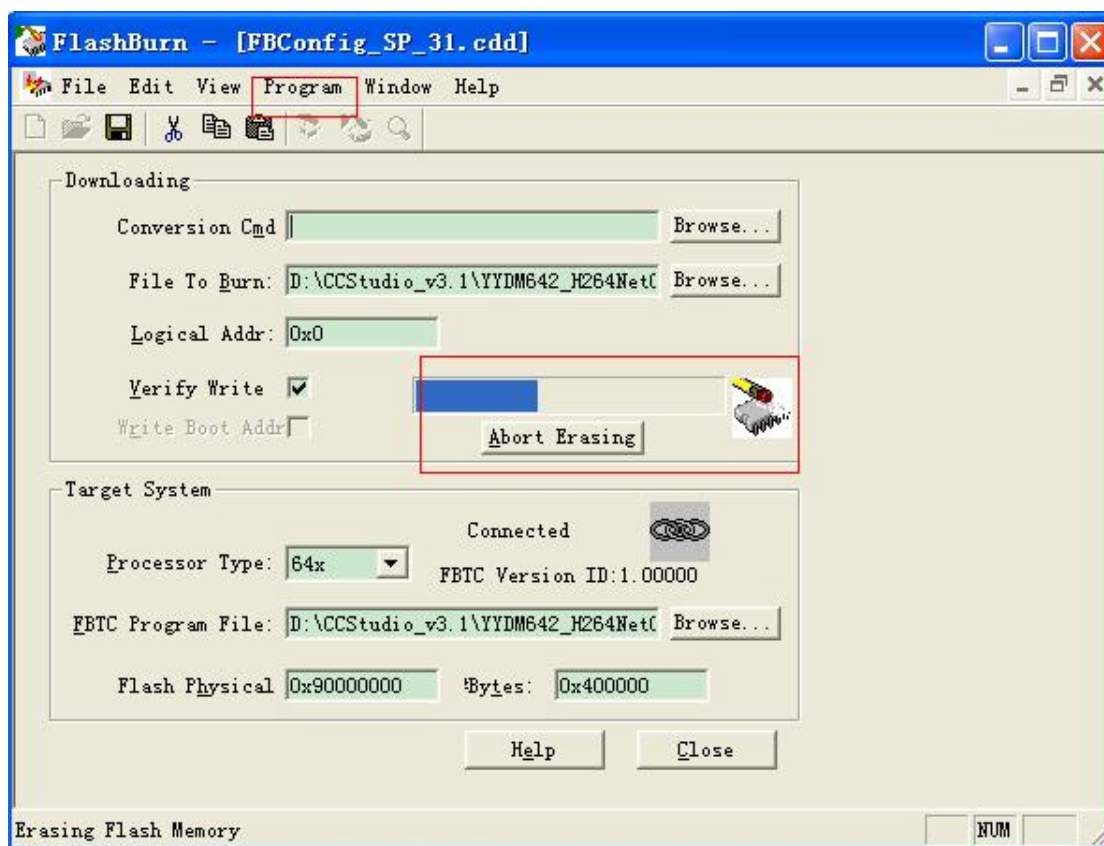 FlashBurn - [FBConfig_SP_31.cdd]
File Edit View Program Window Help
Downloading
Conversion Cmd Browse...
File To Burn: D:\CCStudio_v3.1\YYDM642_H264Net Browse...
Logical Addr: 0x0
Verify Write
Write Boot Addr
Abort Erasing
Target System
Connected
Processor Type: 64x
FBTC Version ID:1.00000
FBTC Program File: D:\CCStudio_v3.1\YYDM642_H264Net Browse...
Flash Physical 0x90000000 Bytes: 0x400000
Help Close
Erasing Flash Memory NUM